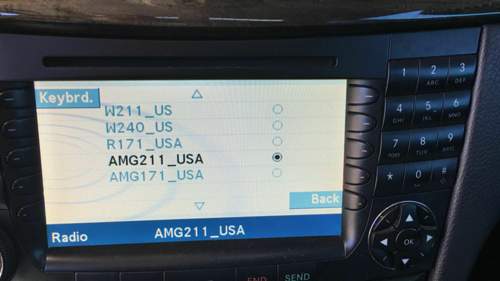 Keybrd.
W211_US
W240_US
R171_USA
AMG211_USA
AMG171_USA
Back
Radio AMG211_USA
1
2 ABC
3 DEF
4 GHI
5 JKL
6 MNO
7 PQRS
8 TUV
9 WXYZ
*
0
#
OK
END SEND